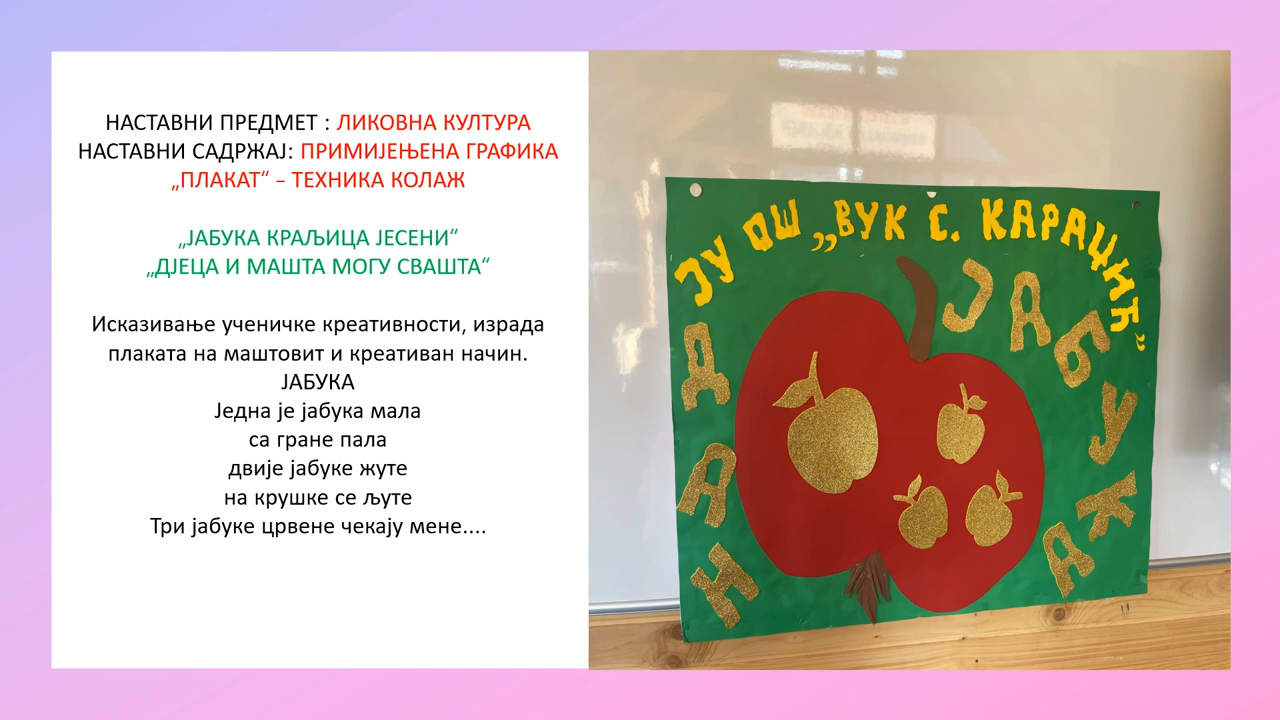 НАСТАВНИ ПРЕДМЕТ : ЛИКОВНА КУЛТУРА
НАСТАВНИ САДРЖАЈ: ПРИМИЈЕЊЕНА ГРАФИКА
„ПЛАКАТ“ – ТЕХНИКА КОЛАЖ
„ЈАБУКА КРАЉИЦА ЈЕСЕНИ“
„ДЈЕЦА И МАШТА МОГУ СВАШТА“
Исказивање ученичке креативности, израда
плаката на маштовит и креативан начин.
ЈАБУКА
Једна је јабука мала
са гране пала
двије јабуке жуте
на крушке се љуте
Три јабуке црвене чекају мене....
ЈУ ОШ „ВУК С. КАРАЏИЋ”
ДАН
ЈАБУКА